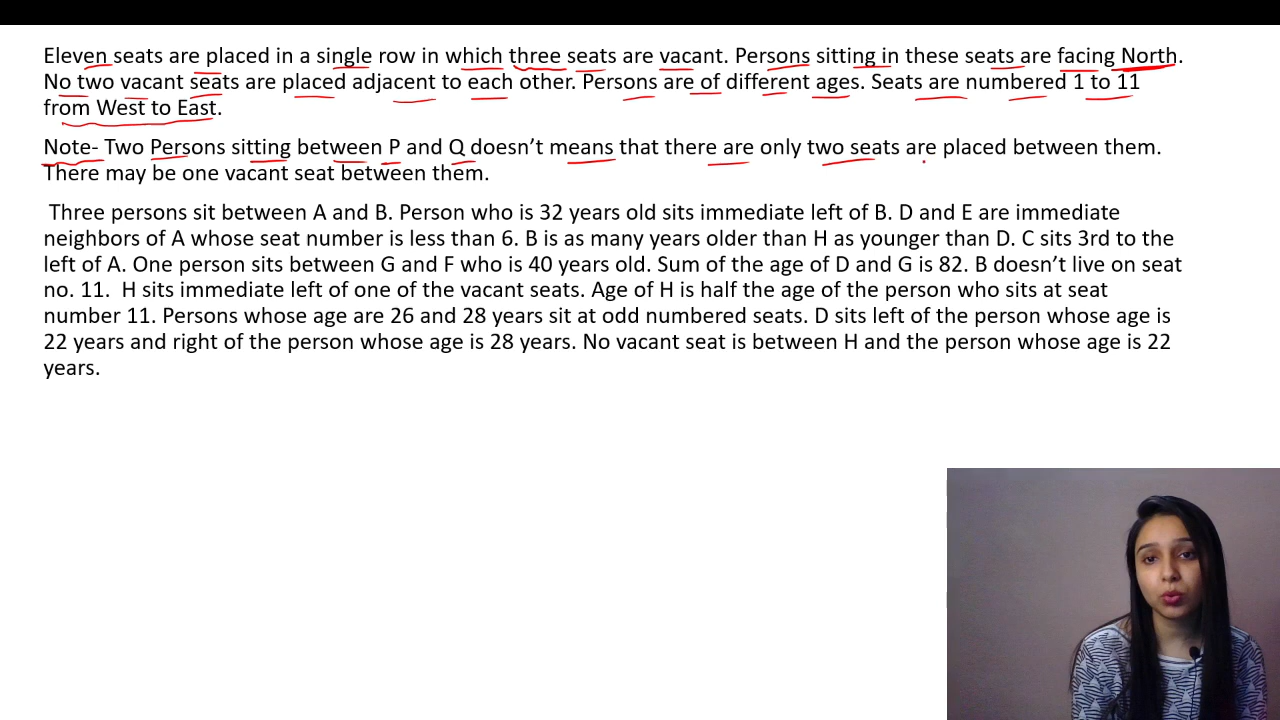 Eleven seats are placed in a single row in which three seats are vacant. Persons sitting in these seats are facing North.
No two vacant seats are placed adjacent to each other. Persons are of different ages. Seats are numbered 1 to 11
from West to East.
Note- Two Persons sitting between P and Q doesn’t means that there are only two seats are placed between them.
There may be one vacant seat between them.
Three persons sit between A and B. Person who is 32 years old sits immediate left of B. D and E are immediate
neighbors of A whose seat number is less than 6. B is as many years older than H as younger than D. C sits 3rd to the
left of A. One person sits between G and F who is 40 years old. Sum of the age of D and G is 82. B doesn’t live on seat
no. 11. H sits immediate left of one of the vacant seats. Age of H is half the age of the person who sits at seat
number 11. Persons whose age are 26 and 28 years sit at odd numbered seats. D sits left of the person whose age is
22 years and right of the person whose age is 28 years. No vacant seat is between H and the person whose age is 22
years.